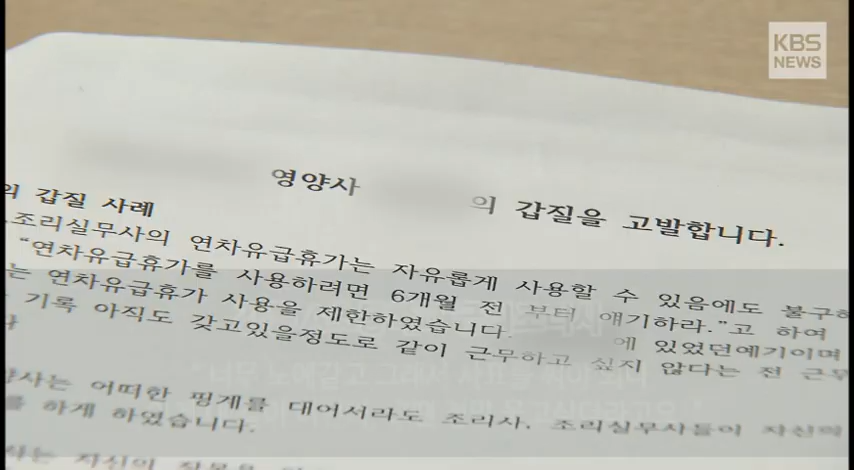 KBS
NEWS
영양사 의 갑질을 고발합니다.
의 갑질 사례
조리실무사의 연차유급휴가는 자유롭게 사용할 수 있음에도 불구하
"연차유급휴가를 사용하려면 6개월 전 부터 얘기하라."고 하여
는 연차유급휴가 사용을 제한하였습니다. 에 있었던얘기이며
기록 아직도 갖고있을정도로 같이 근무하고 싶지 않다는 전 근무
양사는 어떠한 핑계를 대어서라도 조리사, 조리실무사들이 자신의
를 하게 하였습니다.
사는 자신의